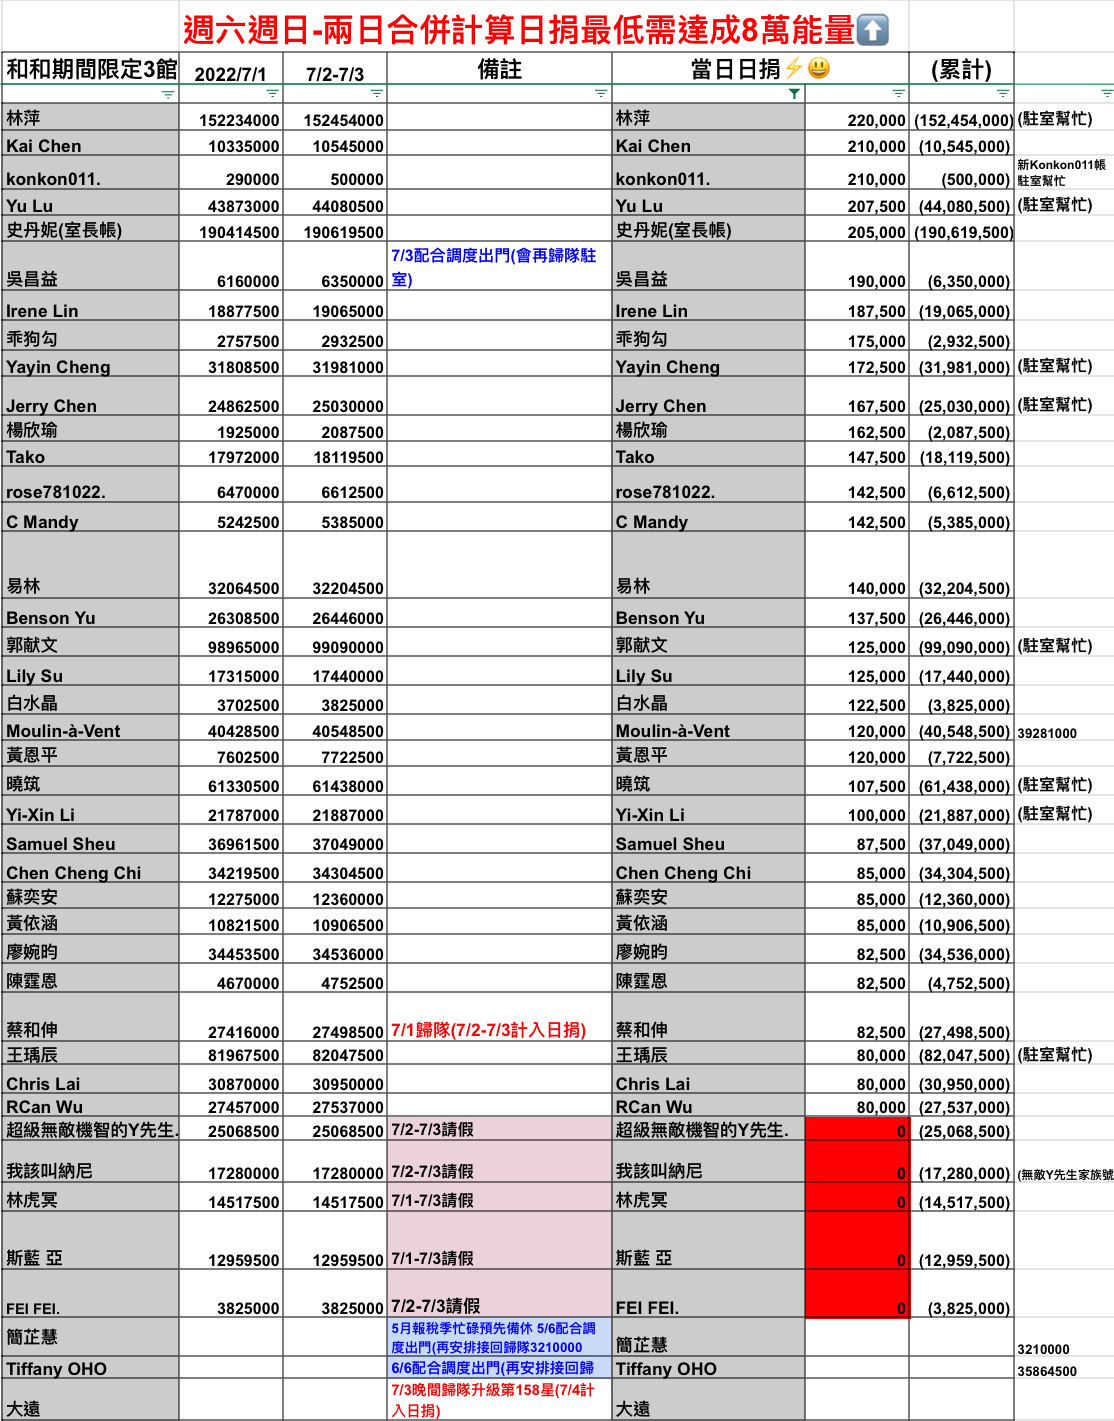 週六週日-兩日合併計算日捐最低需達成8萬能量⬆️
和和期間限定3館 2022/7/1 7/2-7/3 備註 當日日捐⚡😃 (累計)
林萍 152234000 152454000 林萍 220,000 (152,454,000) (駐室幫忙)
Kai Chen 10335000 10545000 Kai Chen 210,000 (10,545,000)
新Konkon011帳
konkon011. 290000 500000 konkon011. 210,000 (500,000) 駐室幫忙
Yu Lu 43873000 44080500 Yu Lu 207,500 (44,080,500) (駐室幫忙)
史丹妮(室長帳) 190414500 190619500 史丹妮(室長帳) 205,000 (190,619,500)
7/3配合調度出門(會再歸隊駐
吳昌益 6160000 6350000 室) 吳昌益 190,000 (6,350,000)
Irene Lin 18877500 19065000 Irene Lin 187,500 (19,065,000)
乖狗勾 2757500 2932500 乖狗勾 175,000 (2,932,500)
Yayin Cheng 31808500 31981000 Yayin Cheng 172,500 (31,981,000) (駐室幫忙)
Jerry Chen 24862500 25030000 Jerry Chen 167,500 (25,030,000) (駐室幫忙)
楊欣瑜 1925000 2087500 楊欣瑜 162,500 (2,087,500)
Tako 17972000 18119500 Tako 147,500 (18,119,500)
rose781022. 6470000 6612500 rose781022. 142,500 (6,612,500)
C Mandy 5242500 5385000 C Mandy 142,500 (5,385,000)
易林 32064500 32204500 易林 140,000 (32,204,500)
Benson Yu 26308500 26446000 Benson Yu 137,500 (26,446,000)
郭献文 98965000 99090000 郭献文 125,000 (99,090,000) (駐室幫忙)
Lily Su 17315000 17440000 Lily Su 125,000 (17,440,000)
白水晶 3702500 3825000 白水晶 122,500 (3,825,000)
Moulin-à-Vent 40428500 40548500 Moulin-à-Vent 120,000 (40,548,500) 39281000
黃恩平 7602500 7722500 黃恩平 120,000 (7,722,500)
曉筑 61330500 61438000 曉筑 107,500 (61,438,000) (駐室幫忙)
Yi-Xin Li 21787000 21887000 Yi-Xin Li 100,000 (21,887,000) (駐室幫忙)
Samuel Sheu 36961500 37049000 Samuel Sheu 87,500 (37,049,000)
Chen Cheng Chi 34219500 34304500 Chen Cheng Chi 85,000 (34,304,500)
蘇奕安 12275000 12360000 蘇奕安 85,000 (12,360,000)
黃依涵 10821500 10906500 黃依涵 85,000 (10,906,500)
廖婉昀 34453500 34536000 廖婉昀 82,500 (34,536,000)
陳霆恩 4670000 4752500 陳霆恩 82,500 (4,752,500)
蔡和伸 27416000 27498500 7/1歸隊(7/2-7/3計入日捐) 蔡和伸 82,500 (27,498,500)
王瑀辰 81967500 82047500 王瑀辰 80,000 (82,047,500) (駐室幫忙)
Chris Lai 30870000 30950000 Chris Lai 80,000 (30,950,000)
RCan Wu 27457000 27537000 RCan Wu 80,000 (27,537,000)
超級無敵機智的Y先生. 25068500 25068500 7/2-7/3請假 超級無敵機智的Y先生. 0 (25,068,500)
我該叫納尼 17280000 17280000 7/2-7/3請假 我該叫納尼 0 (17,280,000) (無敵Y先生家族號
林虎冥 14517500 14517500 7/1-7/3請假 林虎冥 0 (14,517,500)
斯藍 亞 12959500 12959500 7/1-7/3請假 斯藍 亞 0 (12,959,500)
FEI FEI. 3825000 3825000 7/2-7/3請假 FEI FEI. 0 (3,825,000)
5月報稅季忙碌預先備休 5/6配合調
簡芷慧 度出門(再安排接回歸隊3210000 簡芷慧 3210000
Tiffany OHO 6/6配合調度出門(再安排接回歸 Tiffany OHO 35864500
7/3晚間歸隊升級第158星(7/4計
大遠 入日捐) 大遠